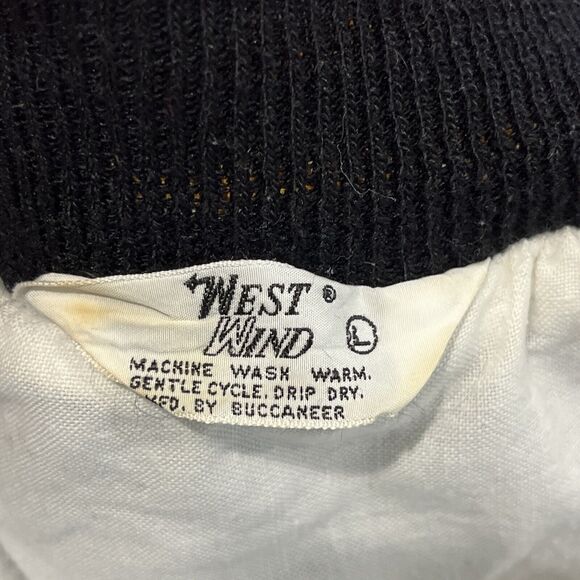 WEST ®
WIND L
MACHINE WASH WARM.
GENTLE CYCLE. DRIP DRY.
MFD. BY BUCCANEER